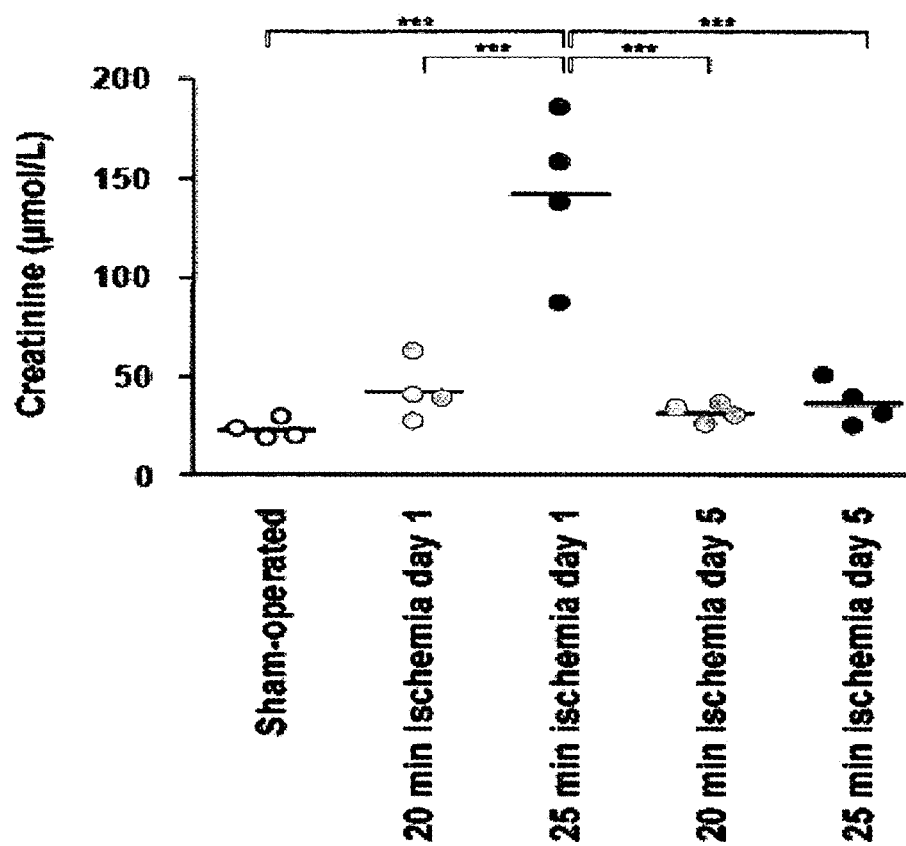 *** ***
*** ***
200
150
100
50
0
Creatinine (µmol/L)
Sham-operated
20 min ischemia day 1
25 min ischemia day 1
20 min ischemia day 5
25 min ischemia day 5